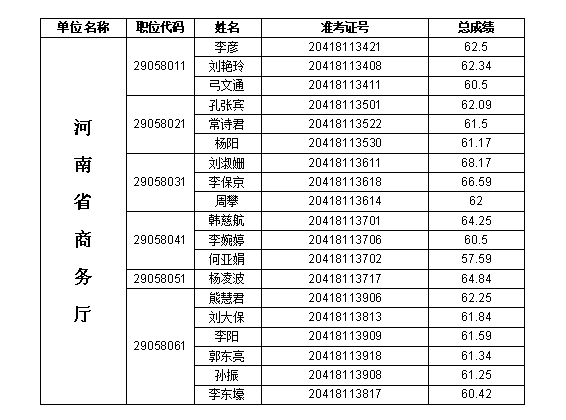 单位名称 职位代码 姓名 准考证号 总成绩
河南省商务厅
29058011
李彦 20418113421 62.5
刘艳玲 20418113408 62.34
弓文通 20418113411 60.5
29058021
孔张宾 20418113501 62.09
常诗君 20418113522 61.5
杨阳 20418113530 61.17
29058031
刘淑姗 20418113611 68.17
李保京 20418113618 66.59
周攀 20418113614 62
29058041
韩慈航 20418113701 64.25
李婉婷 20418113706 60.5
何亚娟 20418113702 57.59
29058051 杨凌波 20418113717 64.84
29058061
熊慧君 20418113906 62.25
刘大保 20418113813 61.84
李阳 20418113909 61.59
郭东亮 20418113918 61.34
孙振 20418113908 61.25
李东壕 20418113817 60.42